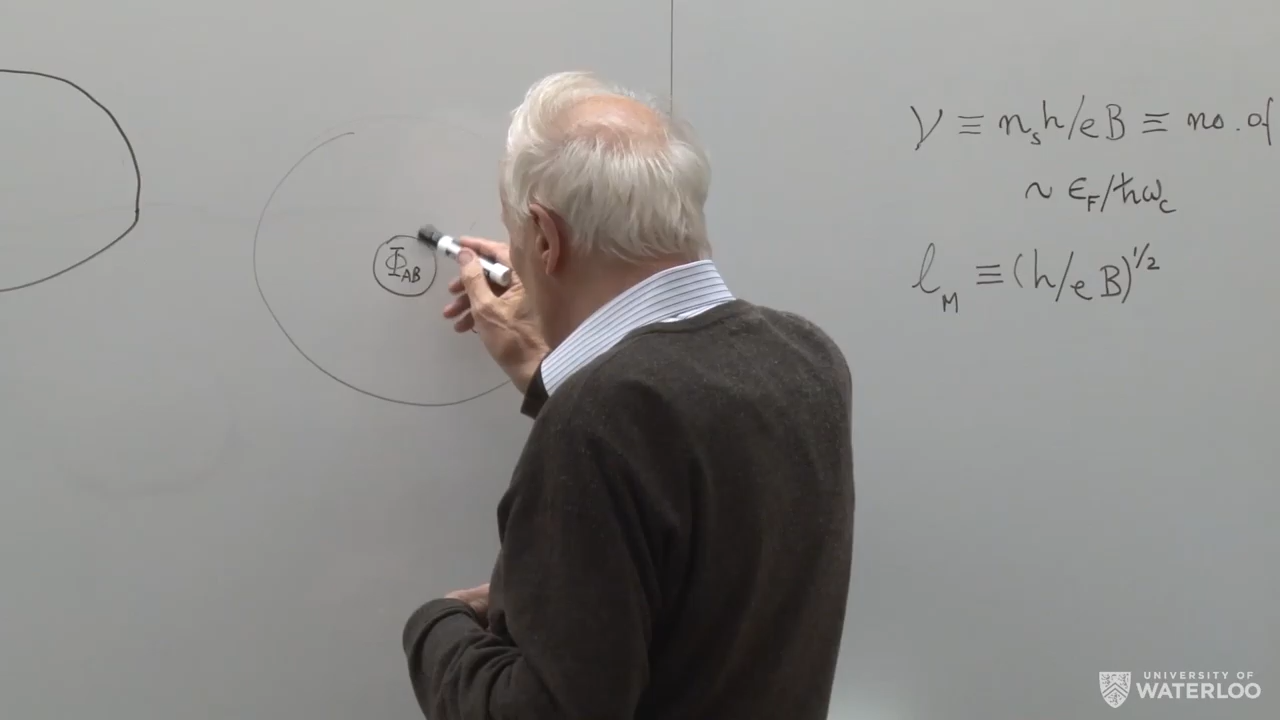 Φ_AB
ν ≡ n_s h/eB ≡ no. of
~ ϵ_F/ħω_c
l_M ≡ (h/eB)^1/2
UNIVERSITY OF
WATERLOO